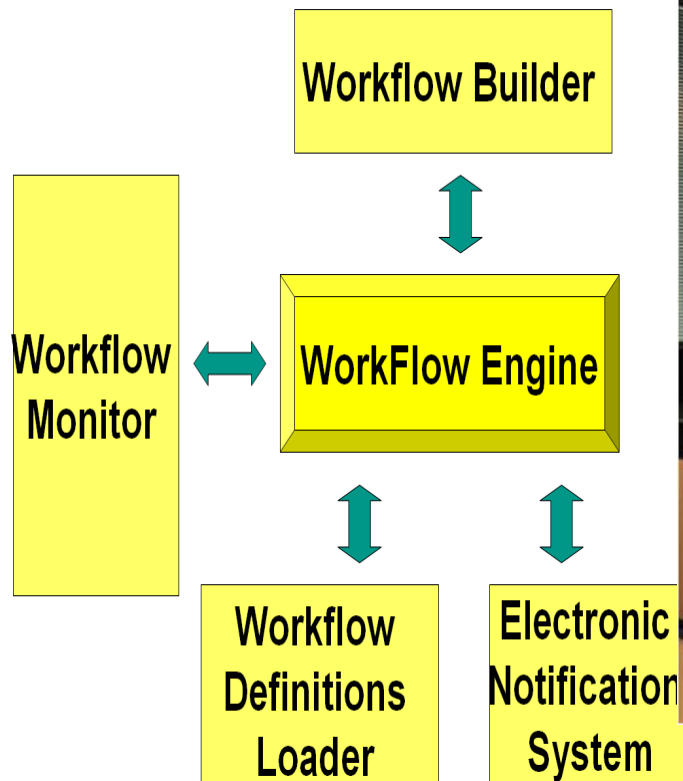 Workflow Builder
Workflow
Monitor
WorkFlow Engine
Workflow
Definitions
Loader
Electronic
Notification
System